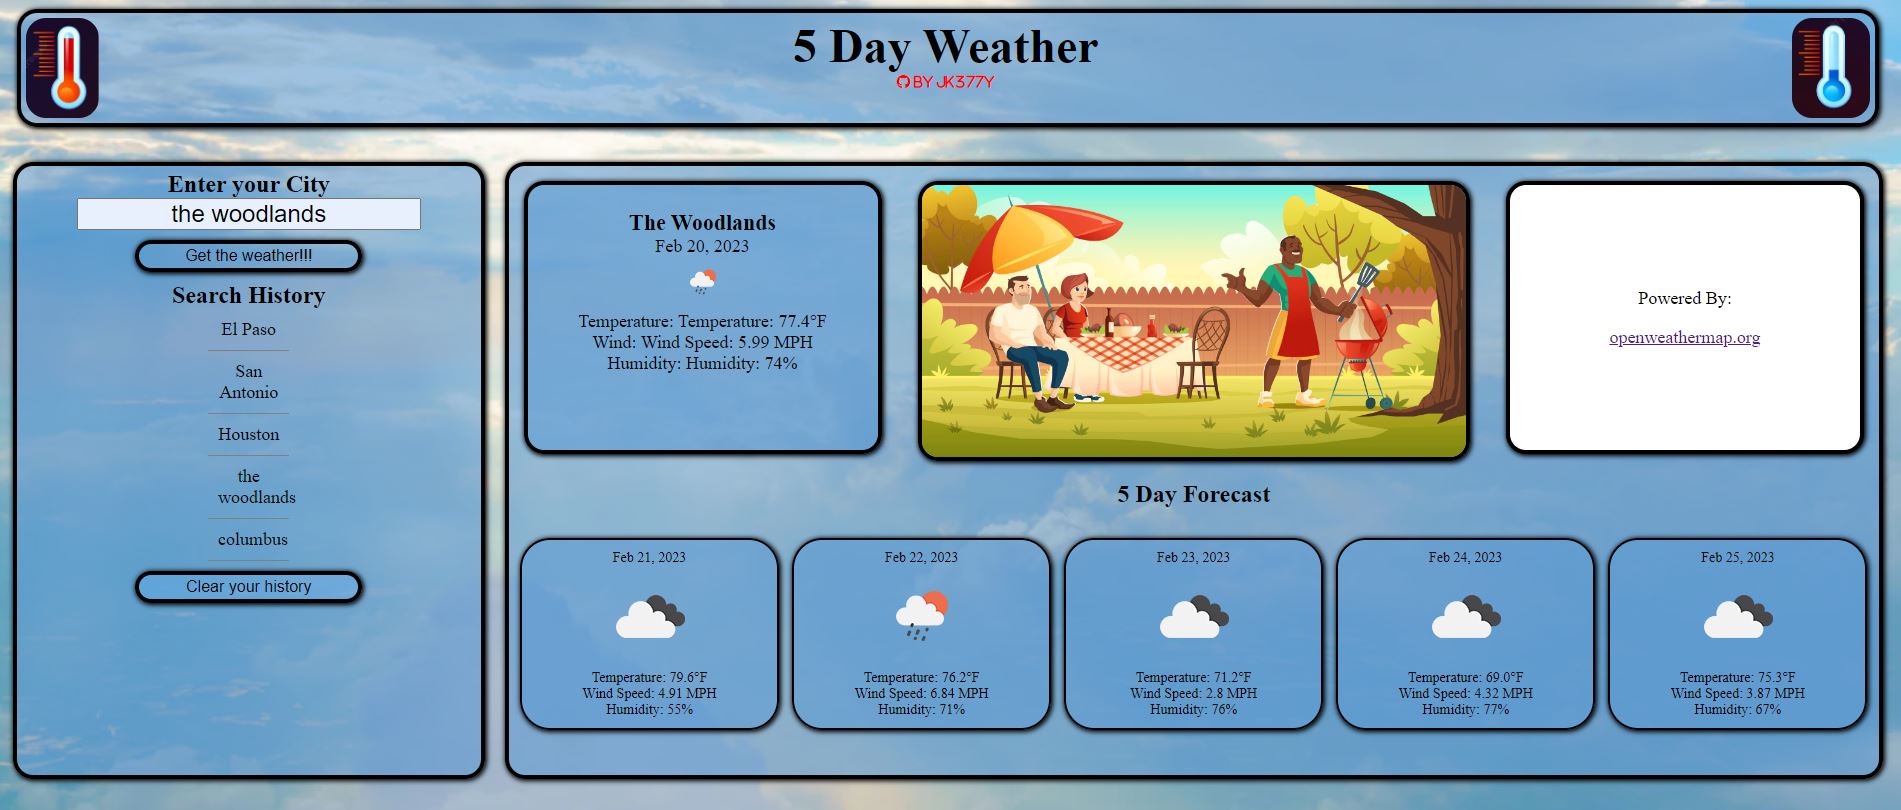 5 Day Weather
BY JK377Y
Enter your City
the woodlands
Get the weather!!!
Search History
El Paso
San
Antonio
Houston
the
woodlands
columbus
Clear your history
The Woodlands
Feb 20, 2023
Temperature: Temperature: 77.4°F
Wind: Wind Speed: 5.99 MPH
Humidity: Humidity: 74%
Powered By:
openweathermap.org
5 Day Forecast
Feb 21, 2023
Temperature: 79.6°F
Wind Speed: 4.91 MPH
Humidity: 55%
Feb 22, 2023
Temperature: 76.2°F
Wind Speed: 6.84 MPH
Humidity: 71%
Feb 23, 2023
Temperature: 71.2°F
Wind Speed: 2.8 MPH
Humidity: 76%
Feb 24, 2023
Temperature: 69.0°F
Wind Speed: 4.32 MPH
Humidity: 77%
Feb 25, 2023
Temperature: 75.3°F
Wind Speed: 3.87 MPH
Humidity: 67%